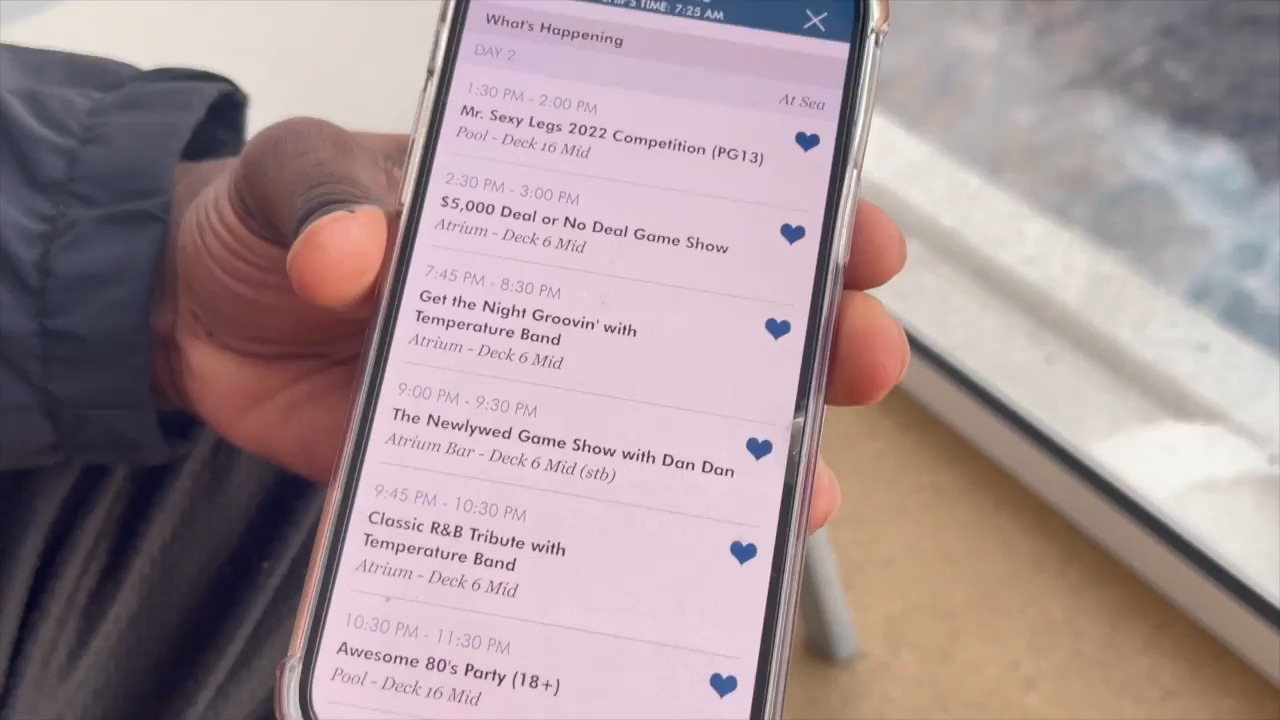 SHIP'S TIME: 7:25 AM
What's Happening
DAY 2
At Sea
1:30 PM - 2:00 PM
Mr. Sexy Legs 2022 Competition (PG13)
Pool - Deck 16 Mid
2:30 PM - 3:00 PM
$5,000 Deal or No Deal Game Show
Atrium - Deck 6 Mid
7:45 PM - 8:30 PM
Get the Night Groovin' with
Temperature Band
Atrium - Deck 6 Mid
9:00 PM - 9:30 PM
The Newlywed Game Show with Dan Dan
Atrium Bar - Deck 6 Mid (stb)
9:45 PM - 10:30 PM
Classic R&B Tribute with
Temperature Band
Atrium - Deck 6 Mid
10:30 PM - 11:30 PM
Awesome 80's Party (18+)
Pool - Deck 16 Mid